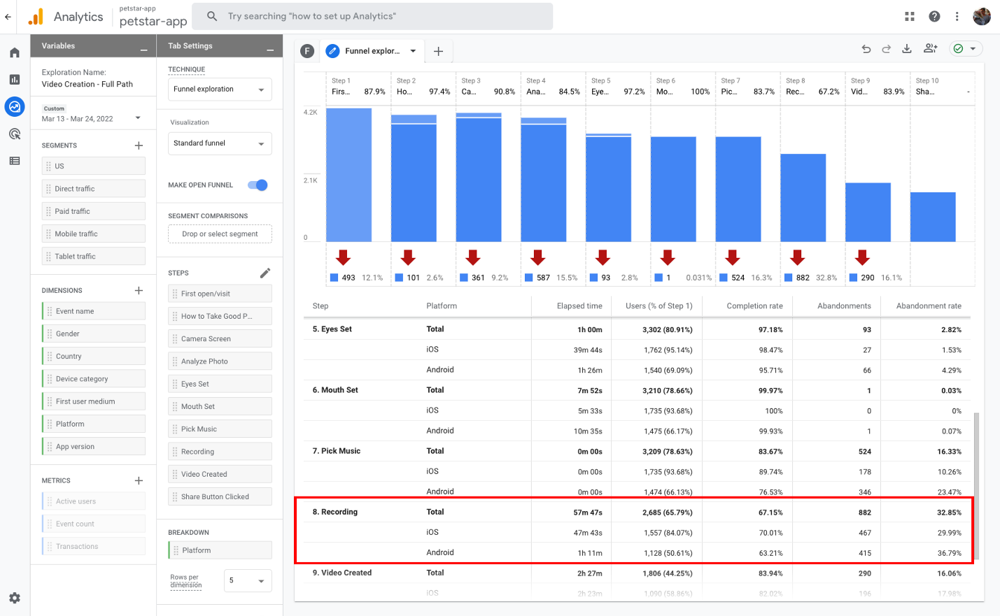 Analytics
petstar-app
petstar-app
Try searching "how to set up Analytics"
Variables
Exploration Name:
Video Creation - Full Path
Custom
Mar 13 - Mar 24, 2022
SEGMENTS
US
Direct traffic
Paid traffic
Mobile traffic
Tablet traffic
DIMENSIONS
Event name
Gender
Country
Device category
First user medium
Platform
App version
METRICS
Active users
Event count
Transactions
Tab Settings
TECHNIQUE
Funnel exploration
Visualization
Standard funnel
MAKE OPEN FUNNEL
SEGMENT COMPARISONS
Drop or select segment
STEPS
First open/visit
How to Take Good P...
Camera Screen
Analyze Photo
Eyes Set
Mouth Set
Pick Music
Recording
Video Created
Share Button Clicked
BREAKDOWN
Platform
Rows per
dimension
5
F
Funnel explor...
Step 1 Step 2 Step 3 Step 4 Step 5 Step 6 Step 7 Step 8 Step 9 Step 10
Firs... 87.9% Ho... 97.4% Ca... 90.8% Ana... 84.5% Eye... 97.2% Mo... 100% Pic... 83.7% Rec... 67.2% Vid... 83.9% Sha... -
4.2K
2.1K
0
493 12.1% 101 2.6% 361 9.2% 587 15.5% 93 2.8% 1 0.031% 524 16.3% 882 32.8% 290 16.1%
Step Platform Elapsed time Users (% of Step 1) Completion rate Abandonments Abandonment rate
5. Eyes Set Total 1h 00m 3,302 (80.91%) 97.18% 93 2.82%
iOS 39m 44s 1,762 (95.14%) 98.47% 27 1.53%
Android 1h 26m 1,540 (69.09%) 95.71% 66 4.29%
6. Mouth Set Total 7m 52s 3,210 (78.66%) 99.97% 1 0.03%
iOS 5m 33s 1,735 (93.68%) 100% 0 0%
Android 10m 35s 1,475 (66.17%) 99.93% 1 0.07%
7. Pick Music Total 0m 00s 3,209 (78.63%) 83.67% 524 16.33%
iOS 0m 00s 1,735 (93.68%) 89.74% 178 10.26%
Android 0m 00s 1,474 (66.13%) 76.53% 346 23.47%
8. Recording Total 57m 47s 2,685 (65.79%) 67.15% 882 32.85%
iOS 47m 43s 1,557 (84.07%) 70.01% 467 29.99%
Android 1h 11m 1,128 (50.61%) 63.21% 415 36.79%
9. Video Created Total 2h 27m 1,806 (44.25%) 83.94% 290 16.06%
iOS 2h 23m 1,090 (58.86%) 82.02% 196 17.98%